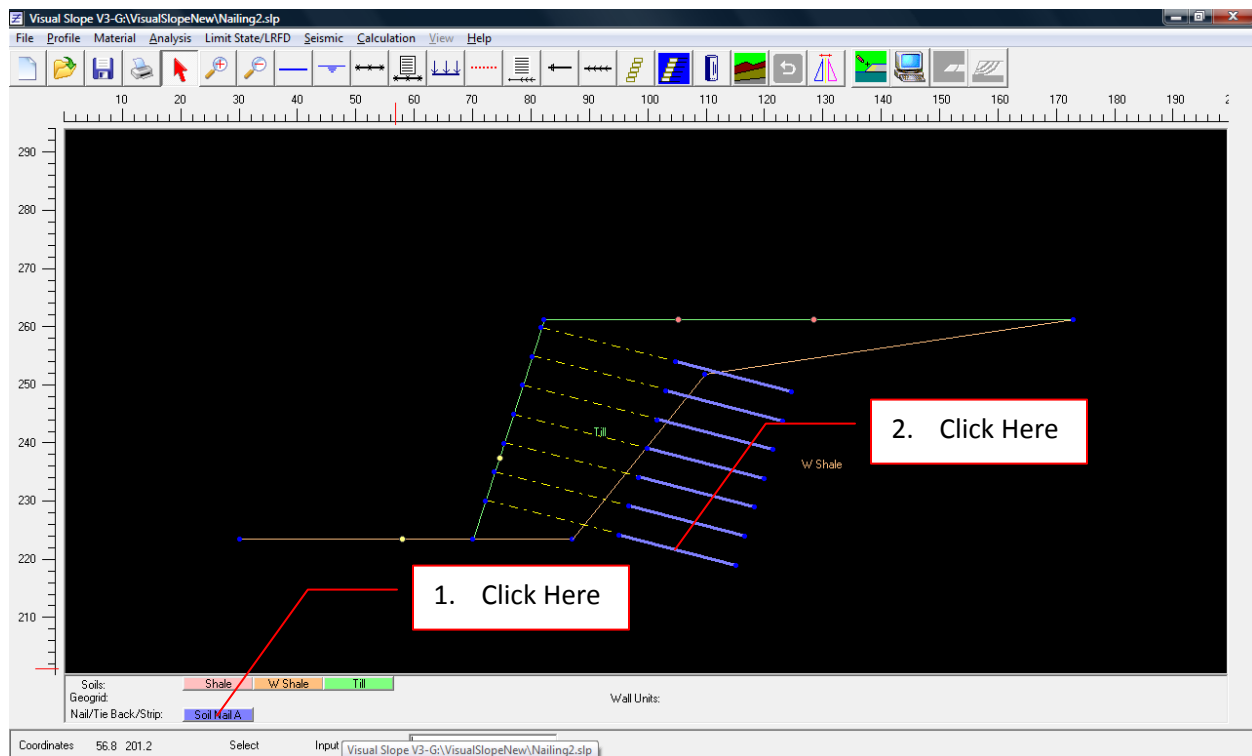 Visual Slope V3-G:\VisualSlopeNew\Nailing2.slp
File Profile Material Analysis Limit State/LRFD Seismic Calculation View Help
10 20 30 40 50 60 70 80 90 100 110 120 130 140 150 160 170 180 190 2
290
280
270
260
250
240
230
220
210
Till
W Shale
2. Click Here
1. Click Here
Soils: Shale W Shale Till
Geogrid: Wall Units:
Nail/Tie Back/Strip: Soil Nail A
Coordinates 56.8 201.2 Select Input
Visual Slope V3-G:\VisualSlopeNew\Nailing2.slp